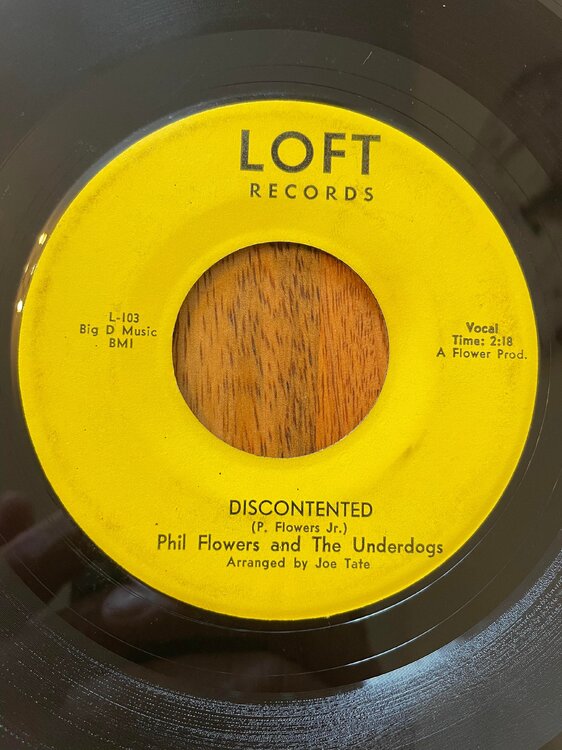 LOFT
RECORDS
L-103
Big D Music
BMI
Vocal
Time: 2:18
A Flower Prod.
DISCONTENTED
(P. Flowers Jr.)
Phil Flowers and The Underdogs
Arranged by Joe Tate